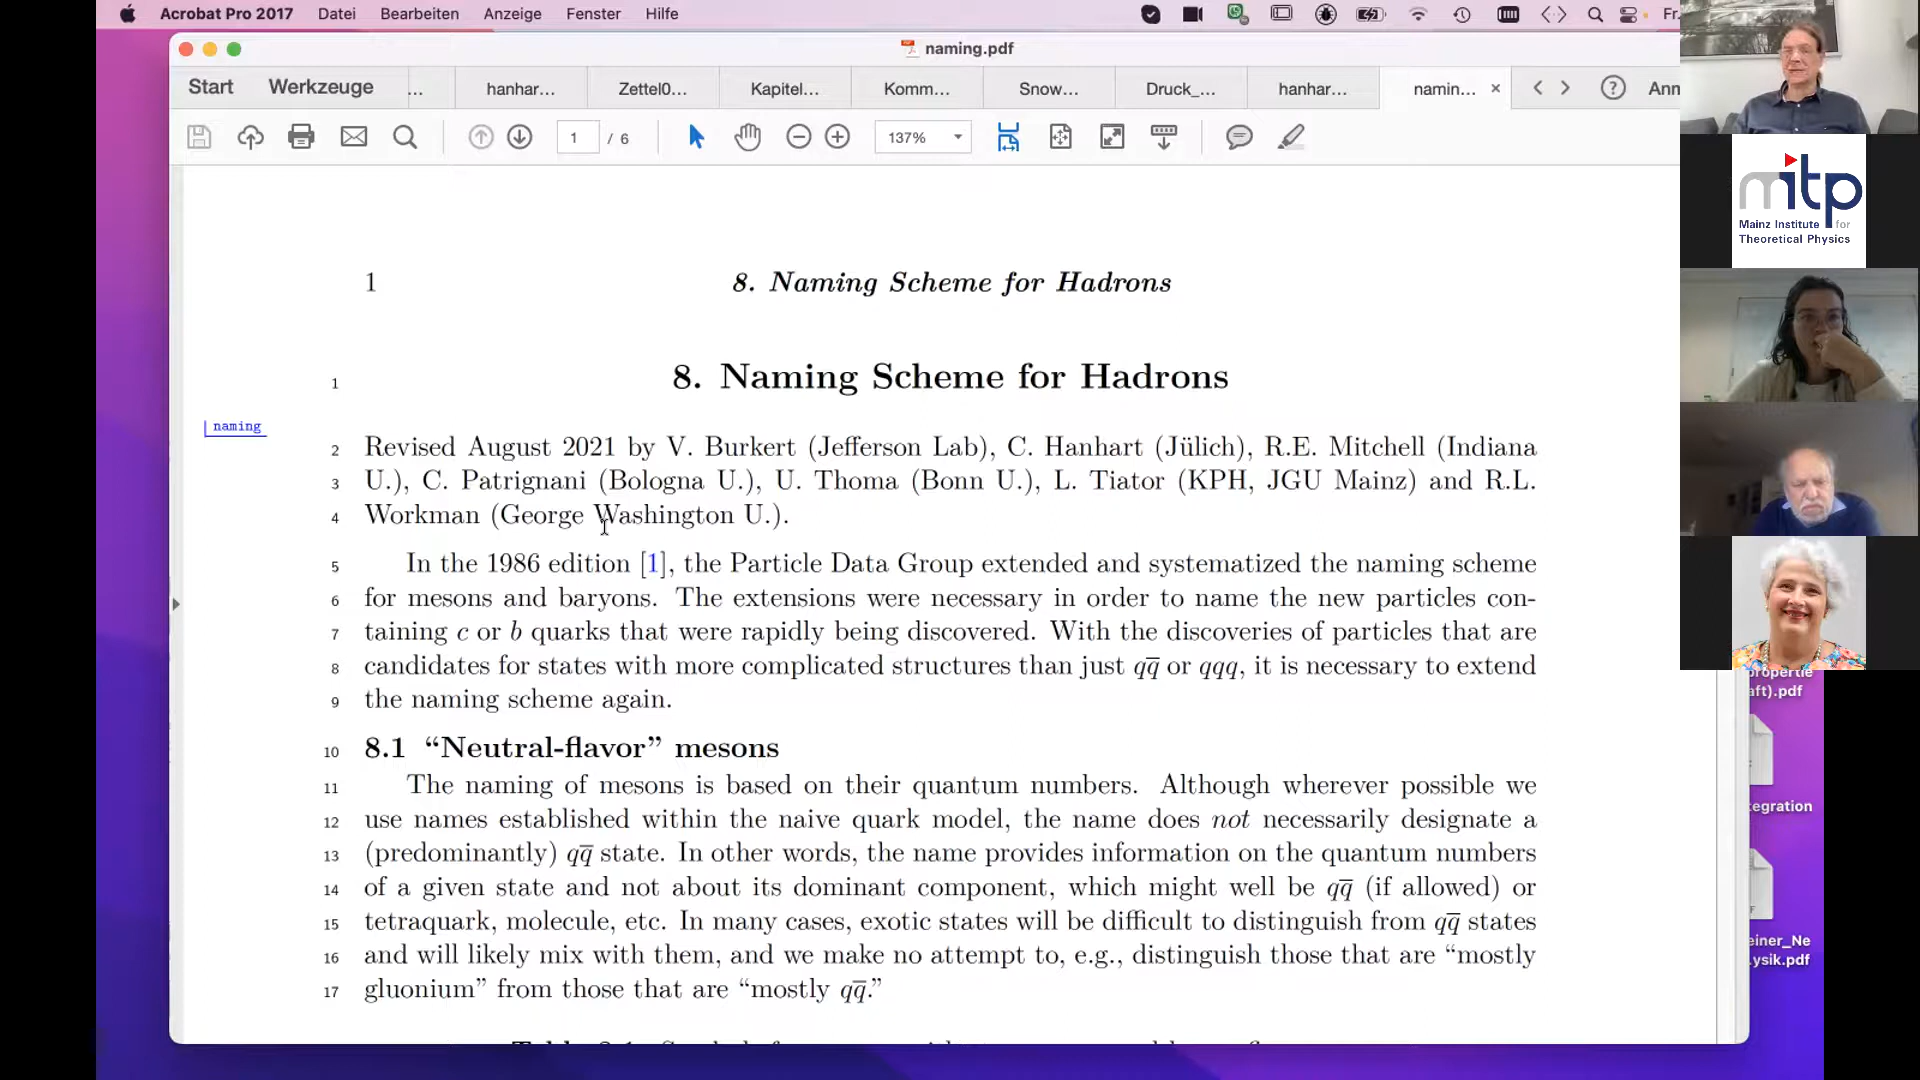 Acrobat Pro 2017 Datei Bearbeiten Anzeige Fenster Hilfe Fr.
naming.pdf
Start Werkzeuge ... hanhar... Zettel0... Kapitel... Komm... Snow... Druck_... hanhar... namin... × Ann
1 / 6 137%
mitp
Mainz Institute for
Theoretical Physics
1 8. Naming Scheme for Hadrons
1 8. Naming Scheme for Hadrons
naming
2 Revised August 2021 by V. Burkert (Jefferson Lab), C. Hanhart (Jülich), R.E. Mitchell (Indiana
3 U.), C. Patrignani (Bologna U.), U. Thoma (Bonn U.), L. Tiator (KPH, JGU Mainz) and R.L.
4 Workman (George Washington U.).
5 In the 1986 edition [1], the Particle Data Group extended and systematized the naming scheme
6 for mesons and baryons. The extensions were necessary in order to name the new particles con-
7 taining c or b quarks that were rapidly being discovered. With the discoveries of particles that are
8 candidates for states with more complicated structures than just qq̅ or qqq, it is necessary to extend
9 the naming scheme again.
10 8.1 “Neutral-flavor” mesons
11 The naming of mesons is based on their quantum numbers. Although wherever possible we
12 use names established within the naive quark model, the name does not necessarily designate a
13 (predominantly) qq̅ state. In other words, the name provides information on the quantum numbers
14 of a given state and not about its dominant component, which might well be qq̅ (if allowed) or
15 tetraquark, molecule, etc. In many cases, exotic states will be difficult to distinguish from qq̅ states
16 and will likely mix with them, and we make no attempt to, e.g., distinguish those that are “mostly
17 gluonium” from those that are “mostly qq̅.”
propertie
aft).pdf
egration
einer_Ne
ysik.pdf